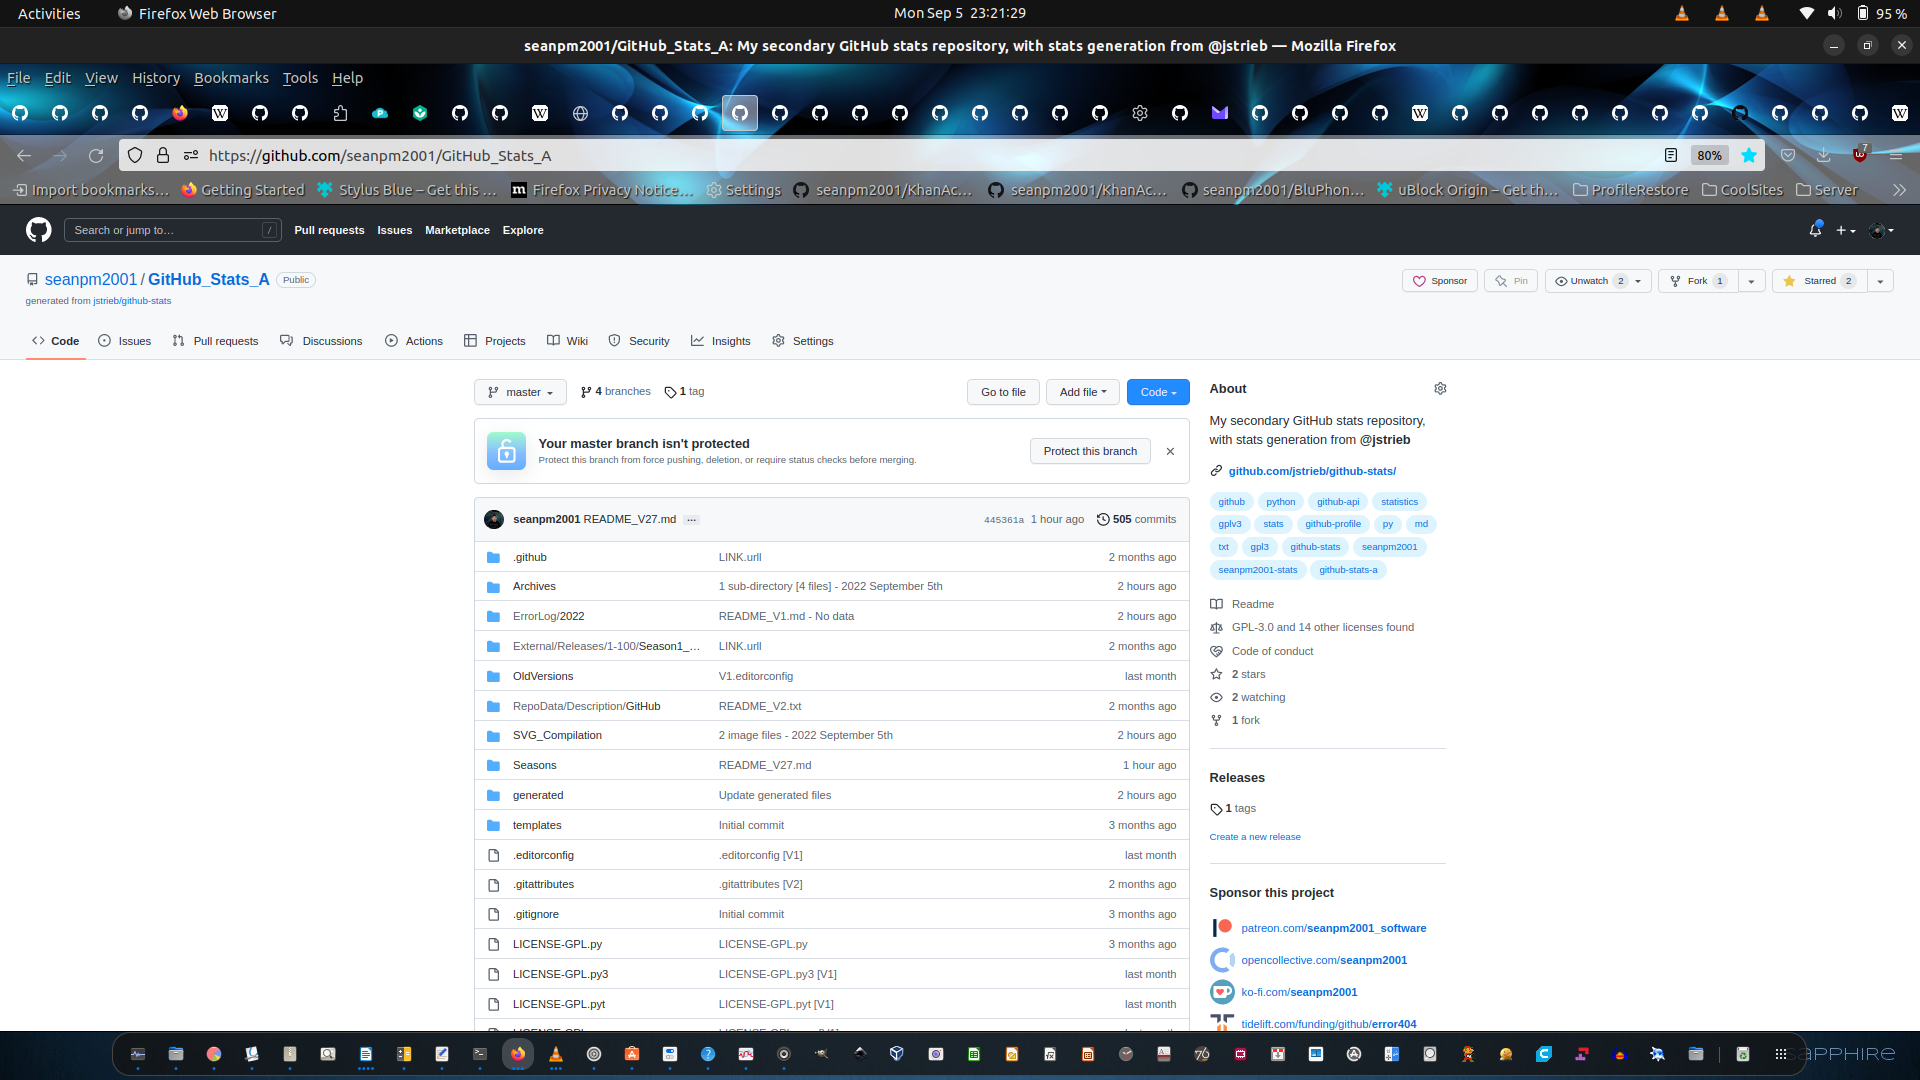 Activities
Firefox Web Browser
Mon Sep 5 23:21:29
95 %
seanpm2001/GitHub_Stats_A: My secondary GitHub stats repository, with stats generation from @jstrieb — Mozilla Firefox
File Edit View History Bookmarks Tools Help
https://github.com/seanpm2001/GitHub_Stats_A
80%
7
Import bookmarks…
Getting Started
Stylus Blue – Get this …
Firefox Privacy Notice…
Settings
seanpm2001/KhanAc…
seanpm2001/KhanAc…
seanpm2001/BluPhon…
uBlock Origin – Get th…
ProfileRestore
CoolSites
Server
Search or jump to…
/
Pull requests Issues Marketplace Explore
seanpm2001/GitHub_Stats_A
Public
Sponsor
Pin
Unwatch 2
Fork 1
Starred 2
generated from jstrieb/github-stats
Code
Issues
Pull requests
Discussions
Actions
Projects
Wiki
Security
Insights
Settings
master
4 branches
1 tag
Go to file
Add file
Code
Your master branch isn't protected
Protect this branch from force pushing, deletion, or require status checks before merging.
Protect this branch
seanpm2001 README_V27.md ...
445361a 1 hour ago
505 commits
.github LINK.urll 2 months ago
Archives 1 sub-directory [4 files] - 2022 September 5th 2 hours ago
ErrorLog/2022 README_V1.md - No data 2 hours ago
External/Releases/1-100/Season1_… LINK.urll 2 months ago
OldVersions V1.editorconfig last month
RepoData/Description/GitHub README_V2.txt 2 months ago
SVG_Compilation 2 image files - 2022 September 5th 2 hours ago
Seasons README_V27.md 1 hour ago
generated Update generated files 2 hours ago
templates Initial commit 3 months ago
.editorconfig .editorconfig [V1] last month
.gitattributes .gitattributes [V2] 2 months ago
.gitignore Initial commit 3 months ago
LICENSE-GPL.py LICENSE-GPL.py 3 months ago
LICENSE-GPL.py3 LICENSE-GPL.py3 [V1] last month
LICENSE-GPL.pyt LICENSE-GPL.pyt [V1] last month
About
My secondary GitHub stats repository,
with stats generation from @jstrieb
github.com/jstrieb/github-stats/
github python github-api statistics
gplv3 stats github-profile py md
txt gpl3 github-stats seanpm2001
seanpm2001-stats github-stats-a
Readme
GPL-3.0 and 14 other licenses found
Code of conduct
2 stars
2 watching
1 fork
Releases
1 tags
Create a new release
Sponsor this project
patreon.com/seanpm2001_software
opencollective.com/seanpm2001
ko-fi.com/seanpm2001
tidelift.com/funding/github/error404
SAPPHIRE